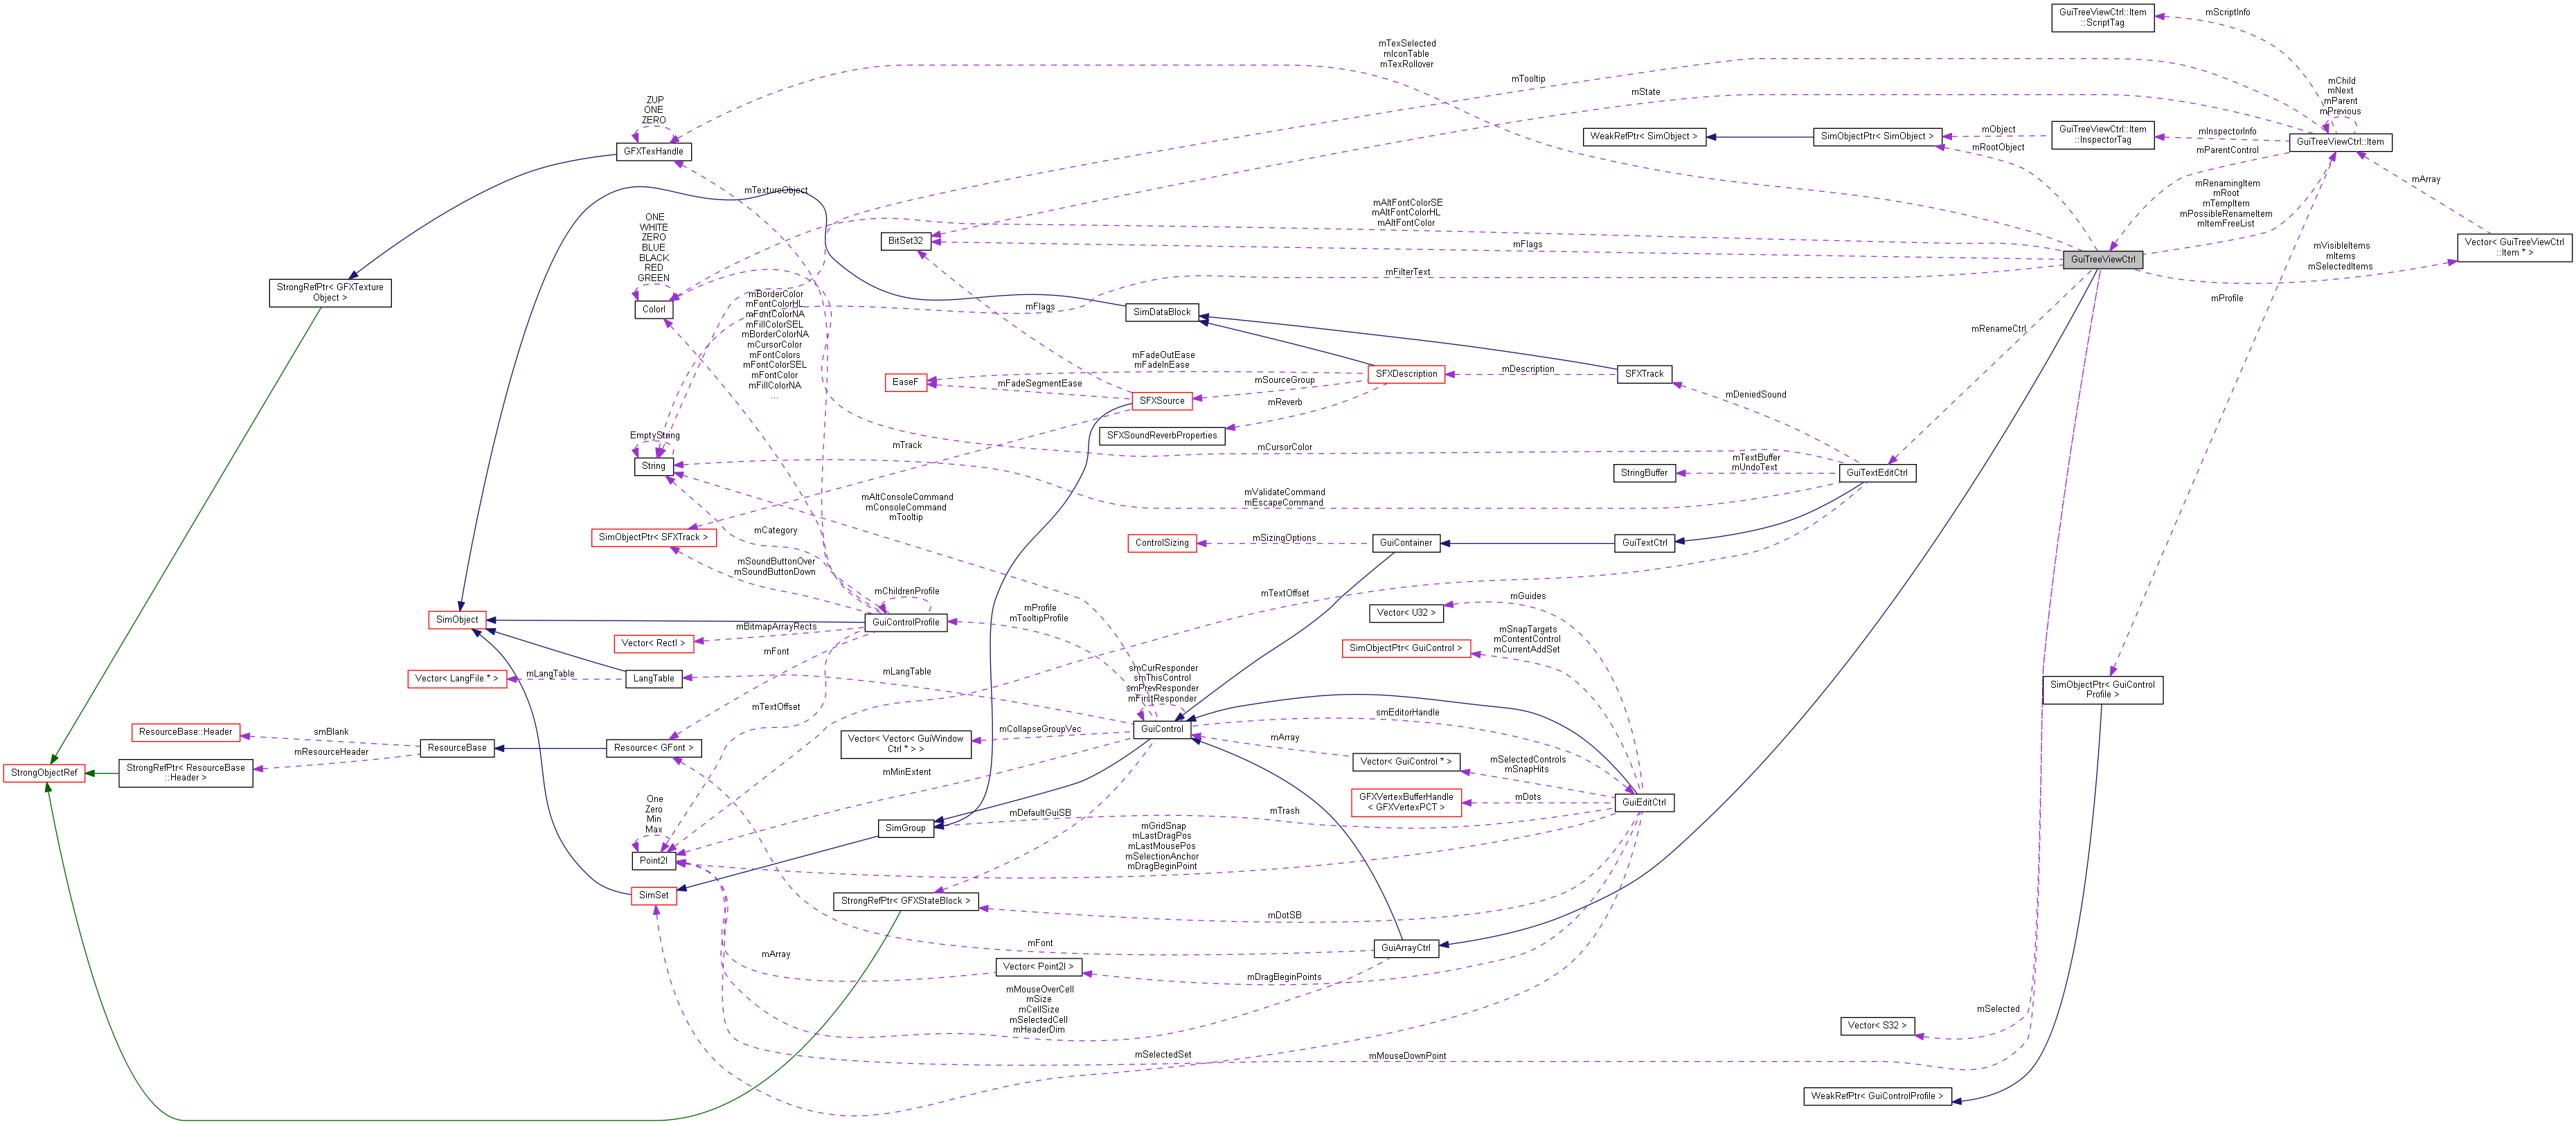 GuiTreeViewCtrl::Item
::ScriptTag
mScriptInfo
mTexSelected
mIconTable
mTexRollover
mTooltip
mState
mChild
mNext
mParent
mPrevious
ZUP
ONE
ZERO
GFXTexHandle
WeakRefPtr< SimObject >
SimObjectPtr< SimObject >
mObject
GuiTreeViewCtrl::Item
::InspectorTag
mInspectorInfo
GuiTreeViewCtrl::Item
mRootObject
mParentControl
mArray
mTextureObject
mRenamingItem
mRoot
mTempItem
mPossibleRenameItem
mItemFreeList
mAltFontColorSE
mAltFontColorHL
mAltFontColor
ONE
WHITE
ZERO
BLUE
BLACK
RED
GREEN
ColorI
BitSet32
mFlags
GuiTreeViewCtrl
mVisibleItems
mItems
mSelectedItems
Vector< GuiTreeViewCtrl
::Item * >
StrongRefPtr< GFXTexture
Object >
mFilterText
mProfile
mBorderColor
mFontColorHL
mFontColorNA
mFillColorSEL
mBorderColorNA
mCursorColor
mFontColors
mFontColorSEL
mFontColor
mFillColorNA
...
mFlags
SimDataBlock
mRenameCtrl
mFadeOutEase
mFadeInEase
EaseF
mFadeSegmentEase
mSourceGroup
SFXDescription
mDescription
SFXTrack
SFXSource
mReverb
mDeniedSound
SFXSoundReverbProperties
EmptyString
String
mTrack
mCursorColor
StringBuffer
mTextBuffer
mUndoText
GuiTextEditCtrl
mAltConsoleCommand
mConsoleCommand
mTooltip
mValidateCommand
mEscapeCommand
mCategory
SimObjectPtr< SFXTrack >
ControlSizing
mSizingOptions
GuiContainer
GuiTextCtrl
mSoundButtonOver
mSoundButtonDown
mChildrenProfile
mTextOffset
mGuides
SimObject
GuiControlProfile
mProfile
mTooltipProfile
Vector< U32 >
mBitmapArrayRects
Vector< RectI >
mFont
mSnapTargets
mContentControl
mCurrentAddSet
SimObjectPtr< GuiControl >
Vector< LangFile * >
mLangTable
LangTable
mLangTable
smCurResponder
smThisControl
smPrevResponder
mFirstResponder
SimObjectPtr< GuiControl
Profile >
mTextOffset
smEditorHandle
ResourceBase::Header
smBlank
mResourceHeader
ResourceBase
Resource< GFont >
Vector< Vector< GuiWindow
Ctrl * > >
mCollapseGroupVec
GuiControl
mArray
Vector< GuiControl * >
mSelectedControls
mSnapHits
StrongObjectRef
StrongRefPtr< ResourceBase
::Header >
mMinExtent
GFXVertexBufferHandle
< GFXVertexPCT >
mDots
GuiEditCtrl
One
Zero
Min
Max
Point2I
SimGroup
mDefaultGuiSB
mTrash
mGridSnap
mLastDragPos
mLastMousePos
mSelectionAnchor
mDragBeginPoint
SimSet
StrongRefPtr< GFXStateBlock >
mDotSB
mFont
GuiArrayCtrl
mArray
Vector< Point2I >
mDragBeginPoints
mMouseOverCell
mSize
mCellSize
mSelectedCell
mHeaderDim
mSelected
Vector< S32 >
mSelectedSet
mMouseDownPoint
WeakRefPtr< GuiControlProfile >